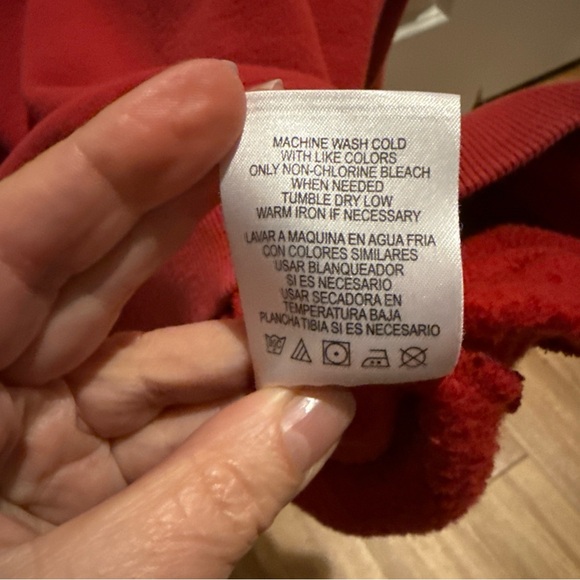 MACHINE WASH COLD
WITH LIKE COLORS
ONLY NON-CHLORINE BLEACH
WHEN NEEDED
TUMBLE DRY LOW
WARM IRON IF NECESSARY
LAVAR A MAQUINA EN AGUA FRIA
CON COLORES SIMILARES
USAR BLANQUEADOR
SI ES NECESARIO
USAR SECADORA EN
TEMPERATURA BAJA
PLANCHA TIBIA SI ES NECESARIO